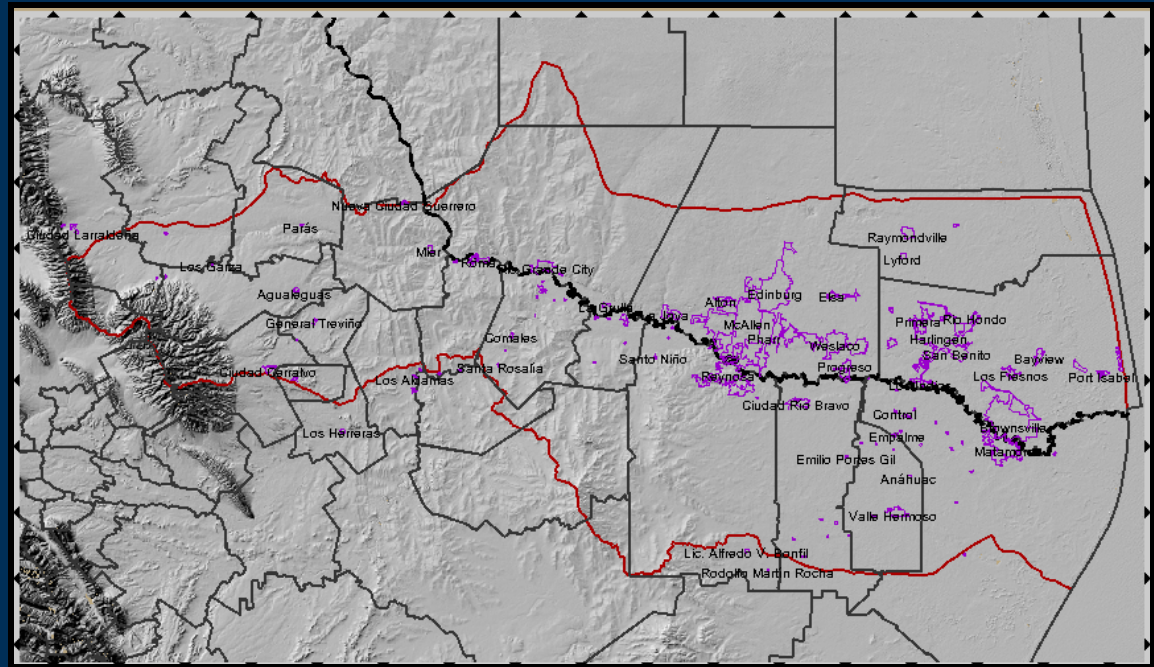 Nueva Ciudad Guerrero
Parás
Ciudad Larraldeña
Raymondville
Mier
Roma
Rio Grande City
Lyford
Los Garza
Agualeguas
Edinburg
Elsa
Alton
La Grulla
La Joya
General Treviño
McAllen
Primera
Rio Hondo
Comales
Pharr
Weslaco
Harlingen
Santo Niño
San Benito
Bayview
Ciudad Cerralvo
Santa Rosalia
Progreso
Reynosa
Los Aldamas
Los Fresnos
Port Isabel
Ciudad Rio Bravo
Control
Los Herreras
Empalme
Brownsville
Matamoros
Emilio Portes Gil
Anáhuac
Valle Hermoso
Lic. Alfredo V. Bonfil
Rodolfo Martin Rocha